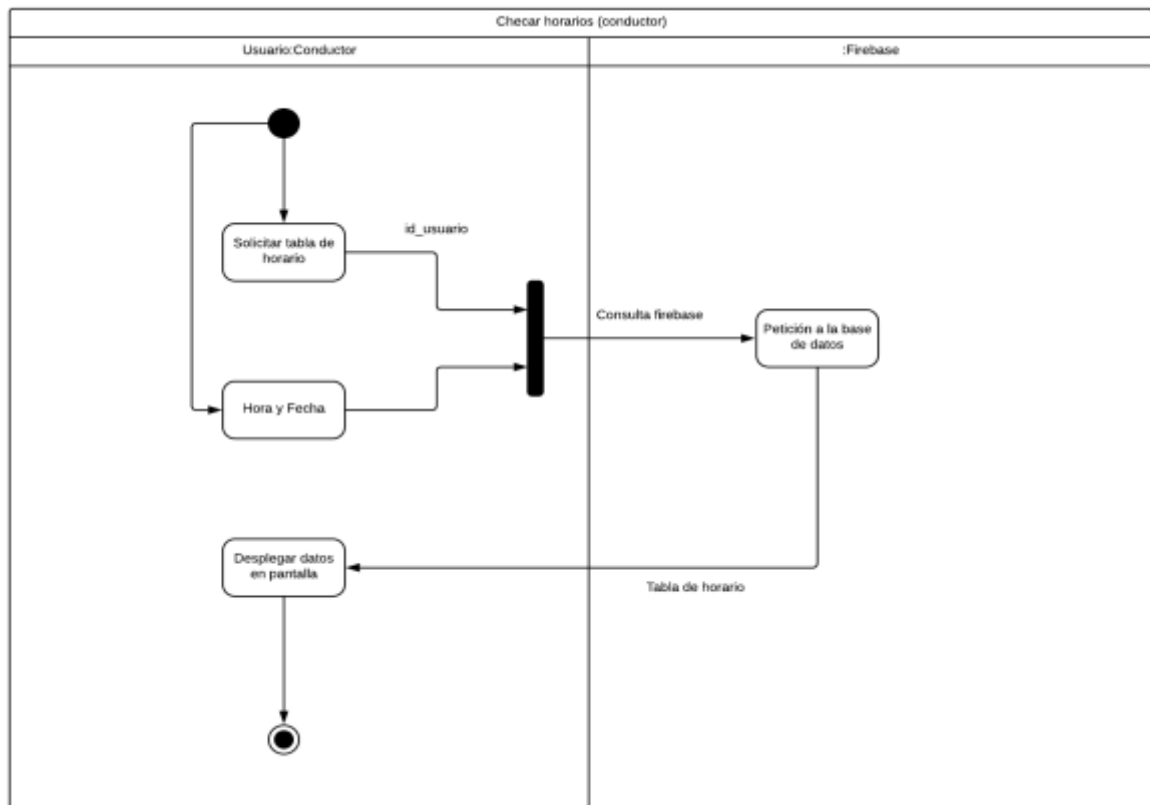 Checar horarios (conductor)
Usuario:Conductor
:Firebase
Solicitar tabla de
horario
id_usuario
Consulta firebase
Petición a la base
de datos
Hora y Fecha
Desplegar datos
en pantalla
Tabla de horario